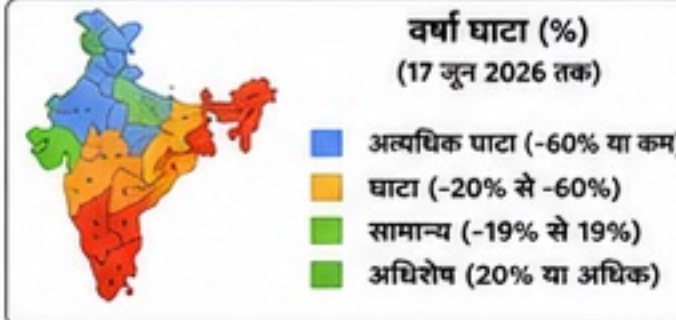 वर्षा घाटा (%)
(17 जून 2026 तक)
अत्यधिक घाटा (-60% या कम)
घाटा (-20% से -60%)
सामान्य (-19% से 19%)
अधिशेष (20% या अधिक)